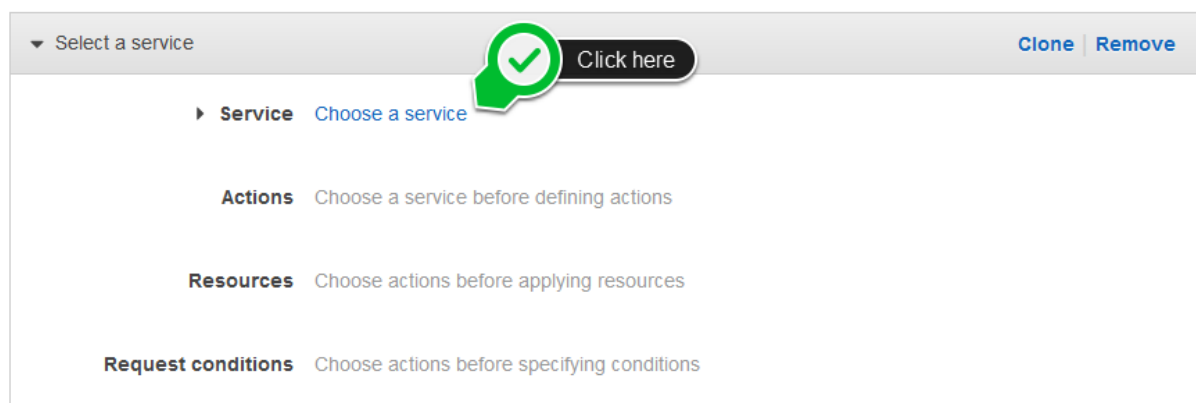 Select a service
Click here
Clone Remove
Service Choose a service
Actions Choose a service before defining actions
Resources Choose actions before applying resources
Request conditions Choose actions before specifying conditions